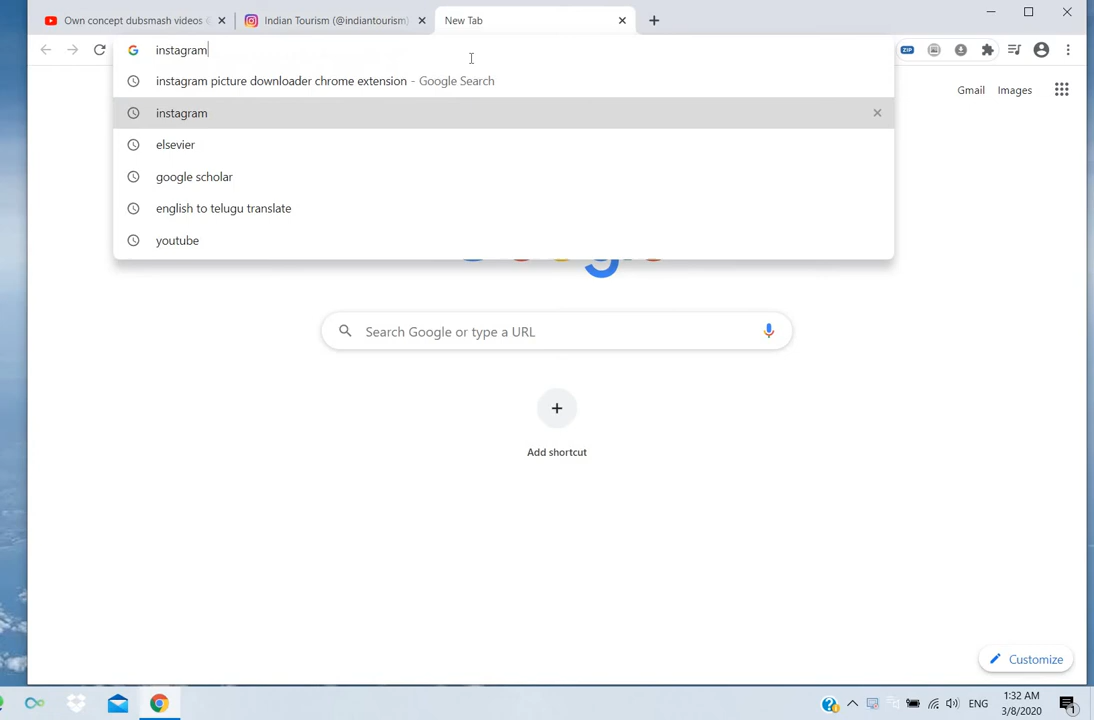 Own concept dubsmash videos
Indian Tourism (@indiantourism)
New Tab
instagram
ZIP
instagram picture downloader chrome extension - Google Search
instagram
Gmail
Images
elsevier
google scholar
english to telugu translate
youtube
Search Google or type a URL
Add shortcut
Customize
ENG
1:32 AM
3/8/2020
1